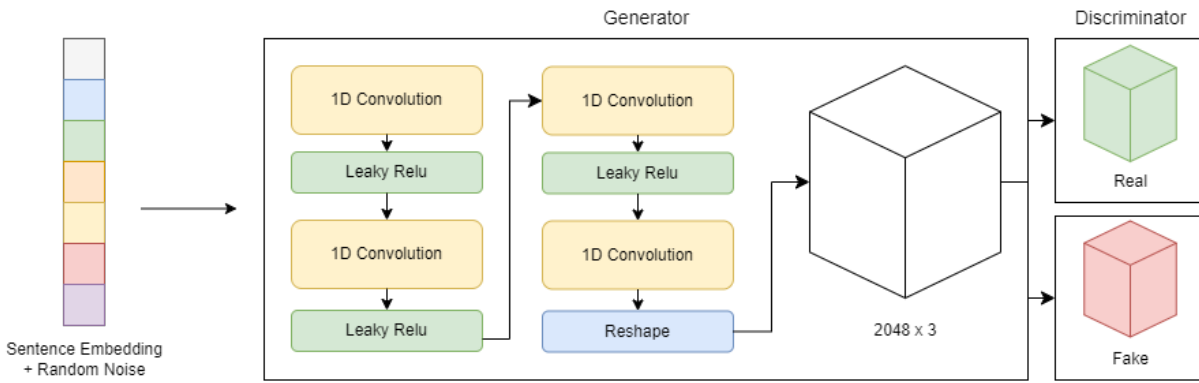 Generator
Discriminator
1D Convolution
Leaky Relu
1D Convolution
Leaky Relu
1D Convolution
Leaky Relu
1D Convolution
Reshape
2048 x 3
Real
Fake
Sentence Embedding
+ Random Noise